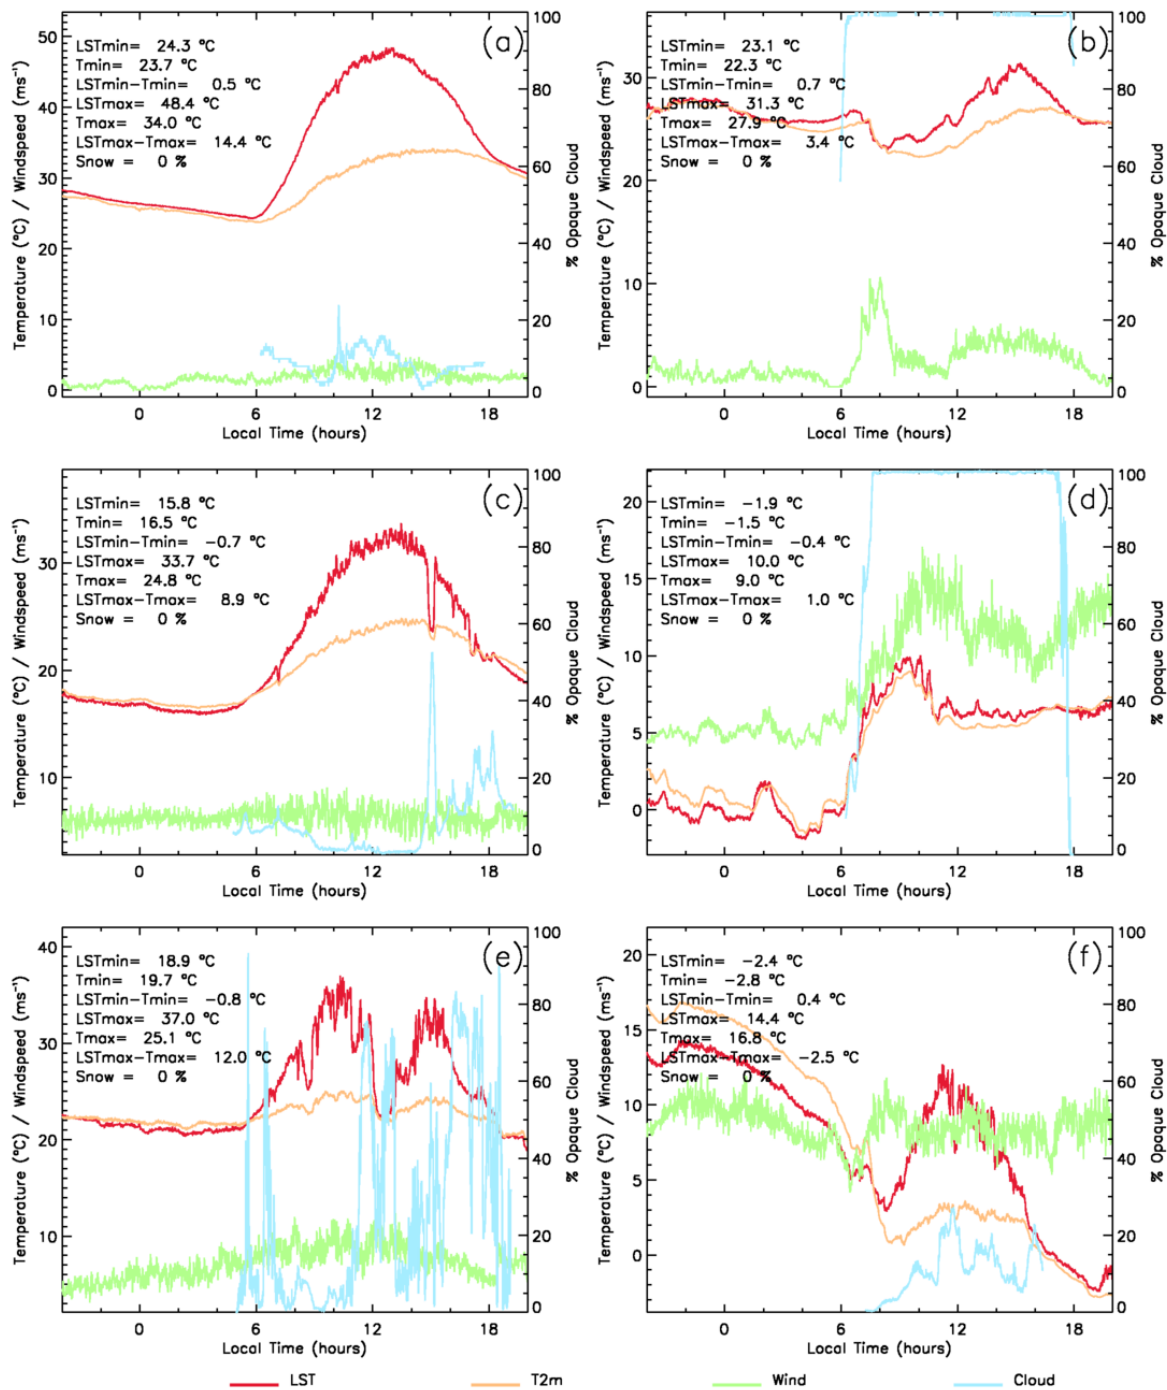 (a)
LSTmin= 24.3 °C
Tmin= 23.7 °C
LSTmin-Tmin= 0.5 °C
LSTmax= 48.4 °C
Tmax= 34.0 °C
LSTmax-Tmax= 14.4 °C
Snow = 0 %
Temperature (°C) / Windspeed (ms⁻¹)
50
40
30
20
10
0
% Opaque Cloud
100
80
60
40
20
0
0 6 12 18
Local Time (hours)
(b)
LSTmin= 23.1 °C
Tmin= 22.3 °C
LSTmin-Tmin= 0.7 °C
LSTmax= 31.3 °C
Tmax= 27.9 °C
LSTmax-Tmax= 3.4 °C
Snow = 0 %
Temperature (°C) / Windspeed (ms⁻¹)
30
20
10
0
% Opaque Cloud
100
80
60
40
20
0
0 6 12 18
Local Time (hours)
(c)
LSTmin= 15.8 °C
Tmin= 16.5 °C
LSTmin-Tmin= -0.7 °C
LSTmax= 33.7 °C
Tmax= 24.8 °C
LSTmax-Tmax= 8.9 °C
Snow = 0 %
Temperature (°C) / Windspeed (ms⁻¹)
30
20
10
% Opaque Cloud
100
80
60
40
20
0
0 6 12 18
Local Time (hours)
(d)
LSTmin= -1.9 °C
Tmin= -1.5 °C
LSTmin-Tmin= -0.4 °C
LSTmax= 10.0 °C
Tmax= 9.0 °C
LSTmax-Tmax= 1.0 °C
Snow = 0 %
Temperature (°C) / Windspeed (ms⁻¹)
20
15
10
5
0
% Opaque Cloud
100
80
60
40
20
0
0 6 12 18
Local Time (hours)
(e)
LSTmin= 18.9 °C
Tmin= 19.7 °C
LSTmin-Tmin= -0.8 °C
LSTmax= 37.0 °C
Tmax= 25.1 °C
LSTmax-Tmax= 12.0 °C
Snow = 0 %
Temperature (°C) / Windspeed (ms⁻¹)
40
30
20
10
% Opaque Cloud
100
80
60
40
20
0
0 6 12 18
Local Time (hours)
(f)
LSTmin= -2.4 °C
Tmin= -2.8 °C
LSTmin-Tmin= 0.4 °C
LSTmax= 14.4 °C
Tmax= 16.8 °C
LSTmax-Tmax= -2.5 °C
Snow = 0 %
Temperature (°C) / Windspeed (ms⁻¹)
20
15
10
5
0
% Opaque Cloud
100
80
60
40
20
0
0 6 12 18
Local Time (hours)
LST T2m Wind Cloud